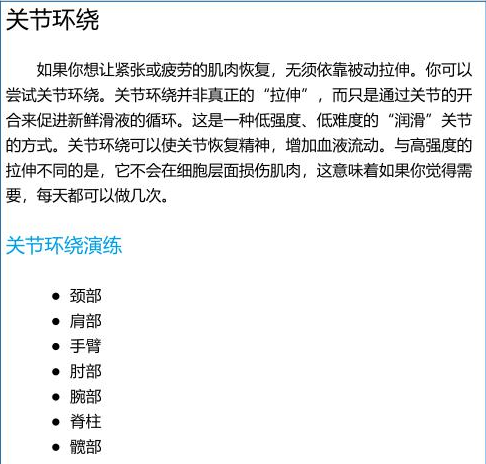 关节环绕
如果你想让紧张或疲劳的肌肉恢复，无须依靠被动拉伸。你可以
尝试关节环绕。关节环绕并非真正的“拉伸”，而只是通过关节的开
合来促进新鲜滑液的循环。这是一种低强度、低难度的“润滑”关节
的方式。关节环绕可以使关节恢复精神，增加血液流动。与高强度的
拉伸不同的是，它不会在细胞层面损伤肌肉，这意味着如果你觉得需
要，每天都可以做几次。
关节环绕演练
● 颈部
● 肩部
● 手臂
● 肘部
● 腕部
● 脊柱
● 髋部